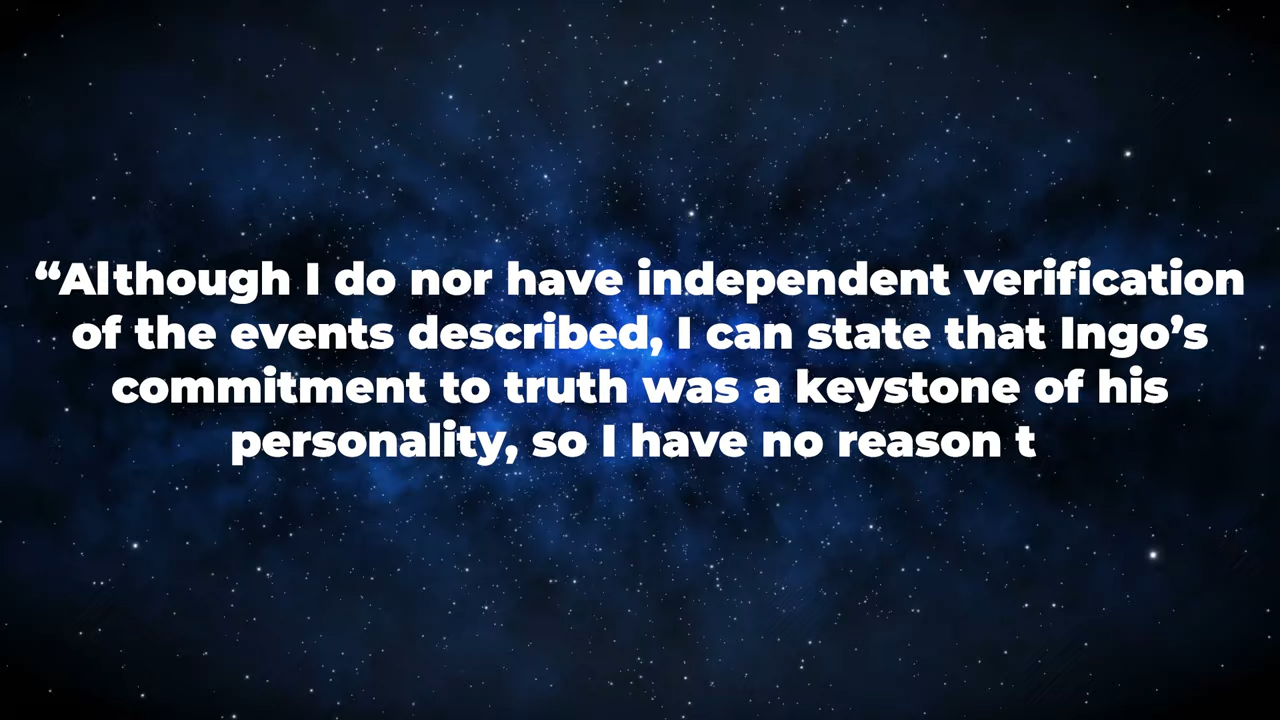 “Although I do nor have independent verification
of the events described, I can state that Ingo’s
commitment to truth was a keystone of his
personality, so I have no reason t